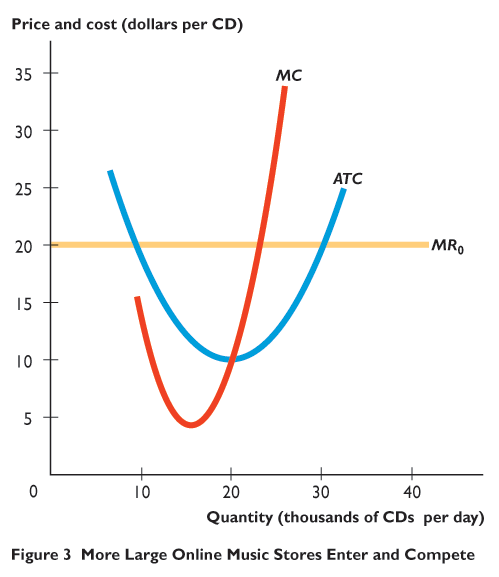 Price and cost (dollars per CD)
MC
35
30
ATC
25
20
MR0
15
10
5
0
10
20
30
40
Quantity (thousands of CDs per day)
Figure 3 More Large Online Music Stores Enter and Compete